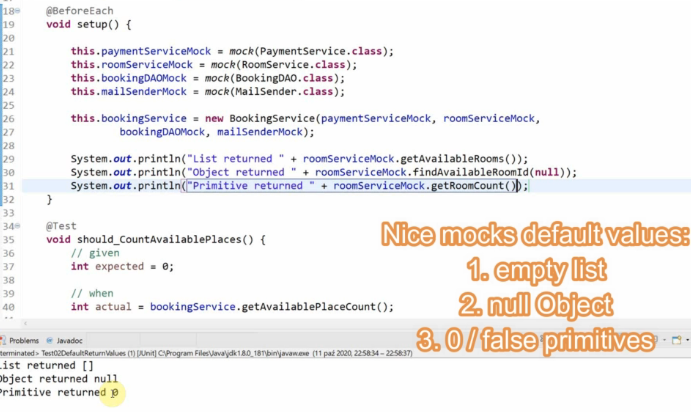 18 @BeforeEach
19 void setup() {
20
21 this.paymentServiceMock = mock(PaymentService.class);
22 this.roomServiceMock = mock(RoomService.class);
23 this.bookingDAOMock = mock(BookingDAO.class);
24 this.mailSenderMock = mock(MailSender.class);
25
26 this.bookingService = new BookingService(paymentServiceMock, roomServiceMock,
27 bookingDAOMock, mailSenderMock);
28
29 System.out.println("List returned " + roomServiceMock.getAvailableRooms());
30 System.out.println("Object returned " + roomServiceMock.findAvailableRoomId(null));
31 System.out.println("Primitive returned " + roomServiceMock.getRoomCount());
32 }
33
34 @Test
35 void should_CountAvailablePlaces() {
36 // given
37 int expected = 0;
38
39 // when
40 int actual = bookingService.getAvailablePlaceCount();
Nice mocks default values:
1. empty list
2. null Object
3. 0 / false primitives
Problems @ Javadoc
terminated> Test02DefaultReturnValues (1) [JUnit] C:\Program Files\Java\jdk1.8.0_181\bin\javaw.exe (11 paź 2020, 22:58:34 – 22:58:37)
List returned []
Object returned null
Primitive returned 0